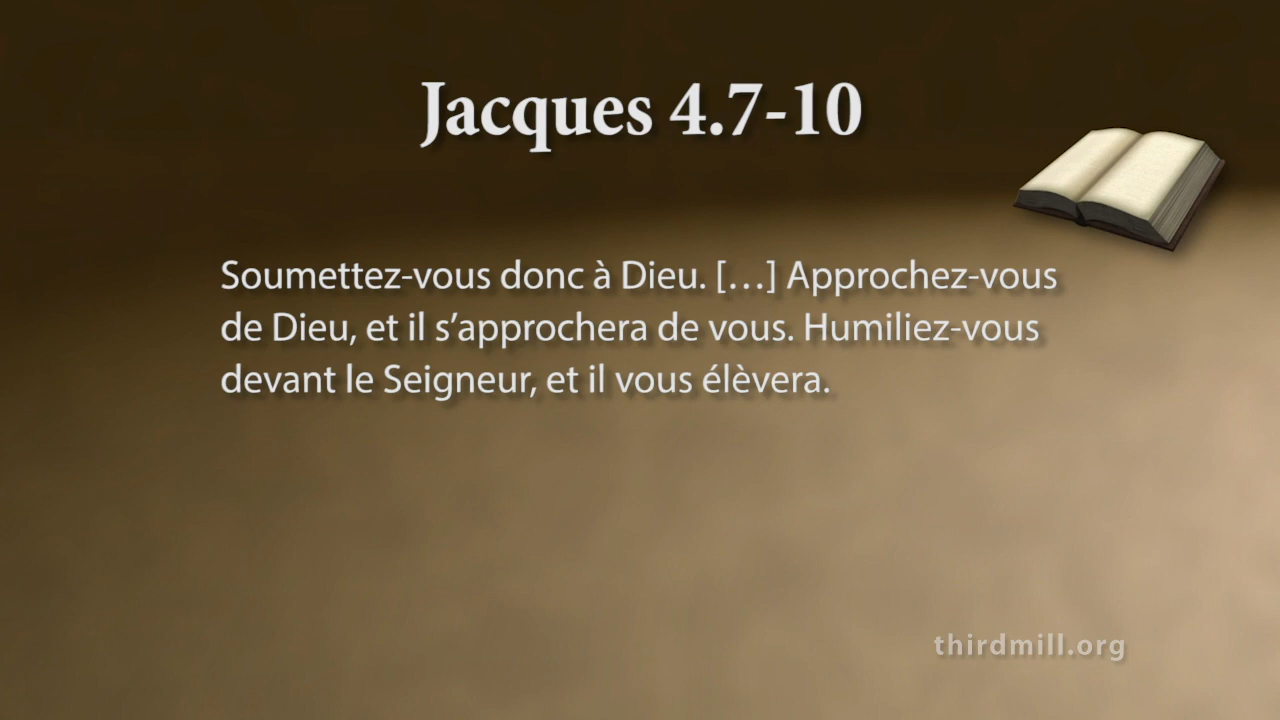 Jacques 4.7-10
Soumettez-vous donc à Dieu. […] Approchez-vous
de Dieu, et il s’approchera de vous. Humiliez-vous
devant le Seigneur, et il vous élèvera.
thirdmill.org